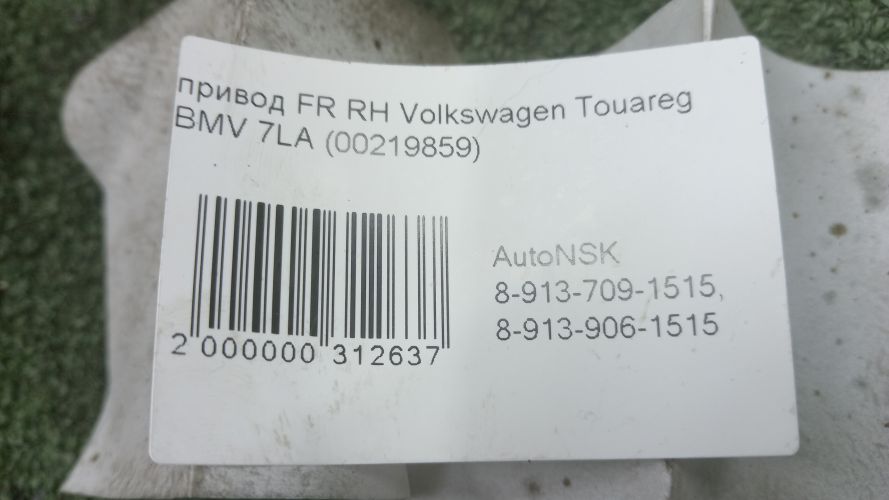 привод FR RH Volkswagen Touareg
BMV 7LA (00219859)
AutoNSK
8-913-709-1515,
8-913-906-1515
2 000000 312637